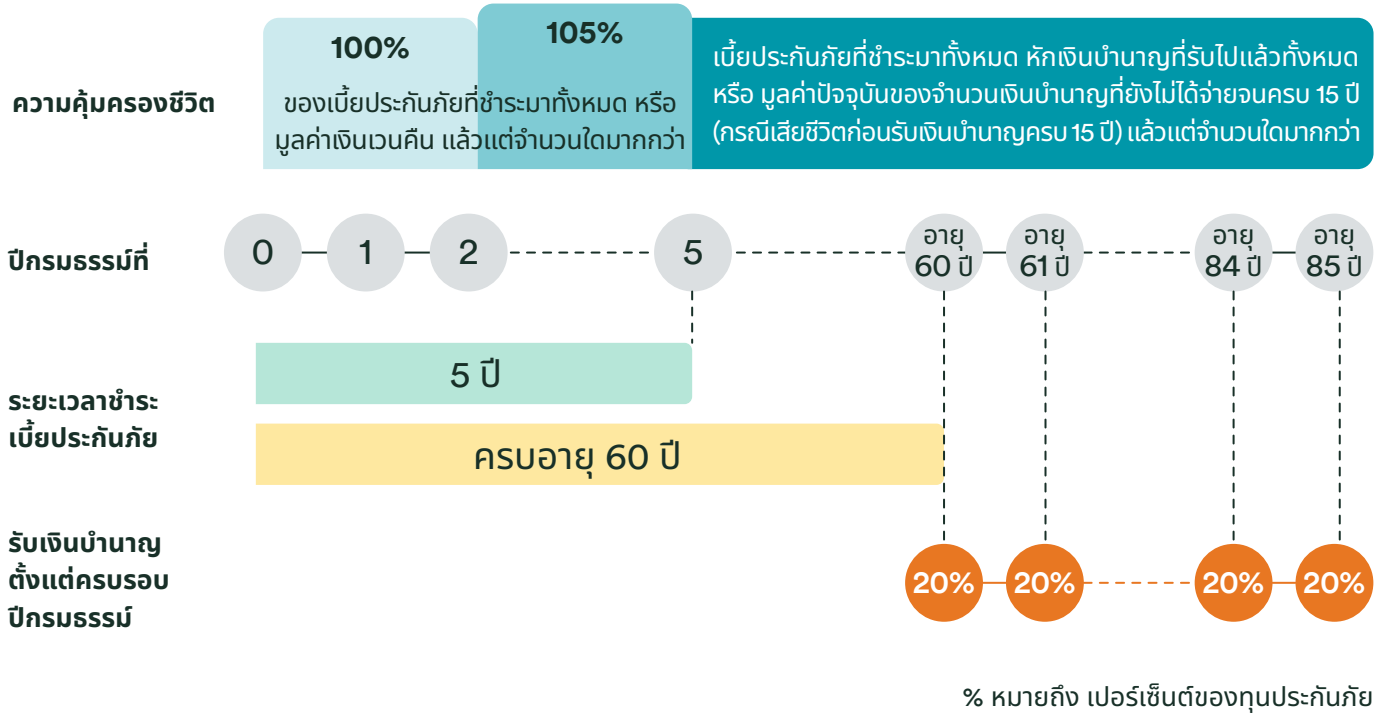 ความคุ้มครองชีวิต
100%
105%
ของเบี้ยประกันภัยที่ชำระมาทั้งหมด หรือ
มูลค่าเงินเวนคืน แล้วแต่จำนวนใดมากกว่า
เบี้ยประกันภัยที่ชำระมาทั้งหมด หักเงินบำนาญที่รับไปแล้วทั้งหมด
หรือ มูลค่าปัจจุบันของจำนวนเงินบำนาญที่ยังไม่ได้จ่ายจนครบ 15 ปี
(กรณีเสียชีวิตก่อนรับเงินบำนาญครบ 15 ปี) แล้วแต่จำนวนใดมากกว่า
ปีกรมธรรม์ที่
0
1
2
5
อายุ
60 ปี
อายุ
61 ปี
อายุ
84 ปี
อายุ
85 ปี
ระยะเวลาชำระ
เบี้ยประกันภัย
5 ปี
ครบอายุ 60 ปี
รับเงินบำนาญ
ตั้งแต่ครบรอบ
ปีกรมธรรม์
20%
20%
20%
20%
% หมายถึง เปอร์เซ็นต์ของทุนประกันภัย